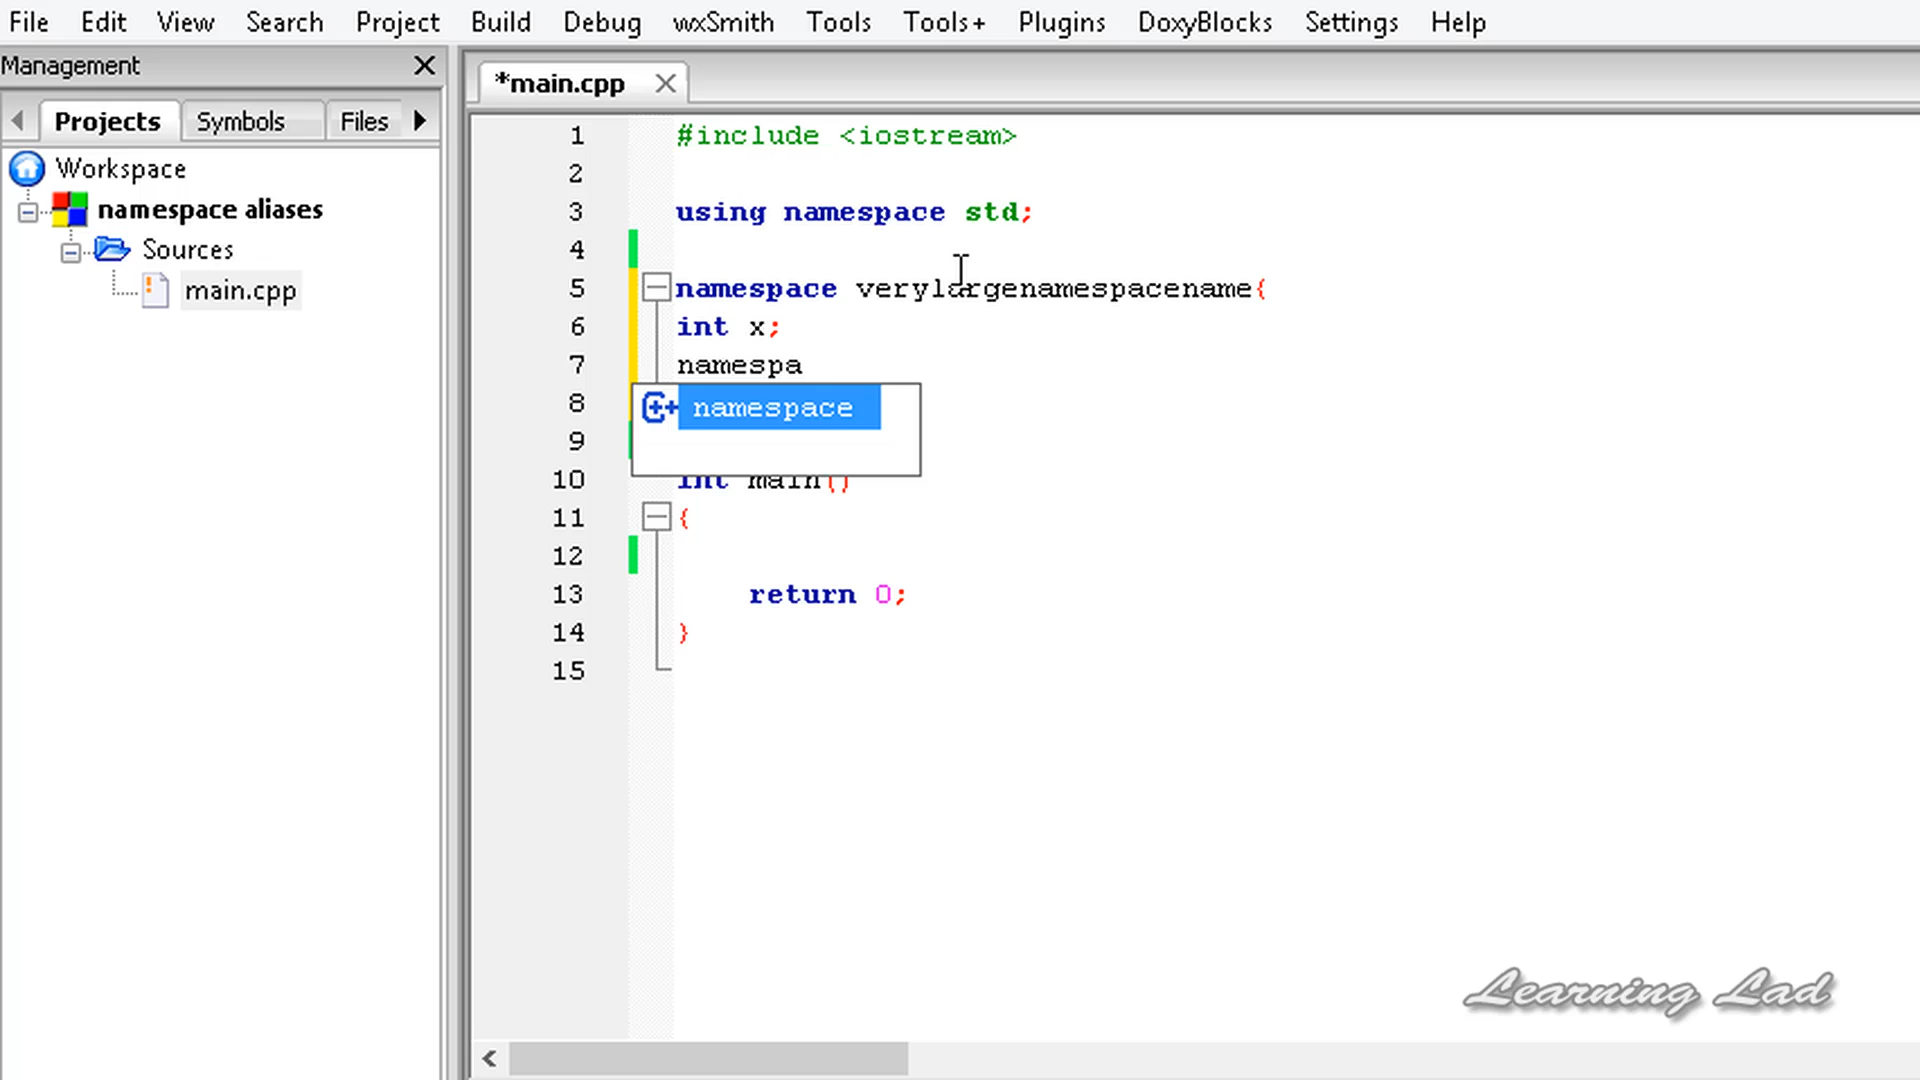 File Edit View Search Project Build Debug wxSmith Tools Tools+ Plugins DoxyBlocks Settings Help
Management
*main.cpp
Projects Symbols Files
Workspace
namespace aliases
Sources
main.cpp
1 #include <iostream>
2
3 using namespace std;
4
5 namespace verylargenamespacename{
6 int x;
7 namespa
8 namespace
9
10 int main()
11 {
12
13 return 0;
14 }
15
Learning Lad